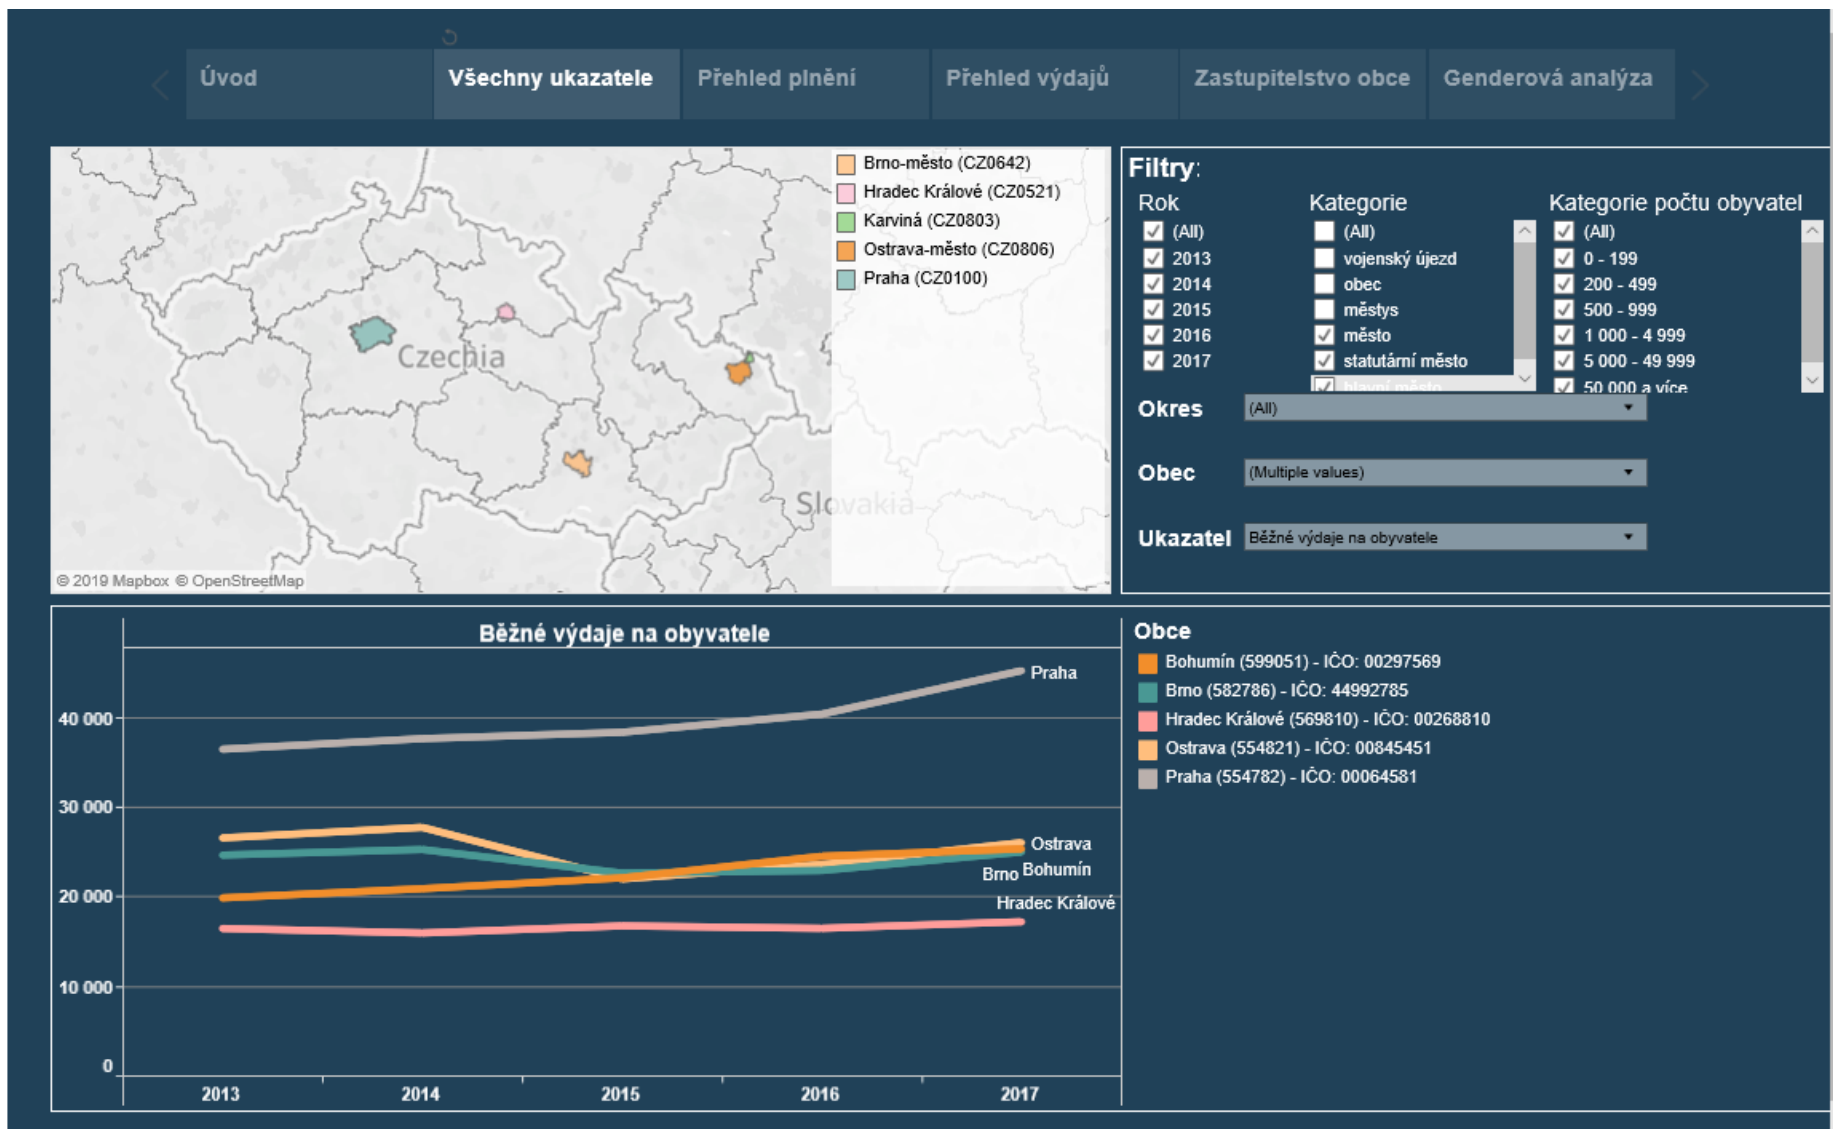 Úvod
Všechny ukazatele
Přehled plnění
Přehled výdajů
Zastupitelstvo obce
Genderová analýza
Brno-město (CZ0642)
Hradec Králové (CZ0521)
Karviná (CZ0803)
Ostrava-město (CZ0806)
Praha (CZ0100)
Czechia
Slovakia
© 2019 Mapbox © OpenStreetMap
Filtry:
Rok
(All)
2013
2014
2015
2016
2017
Kategorie
(All)
vojenský újezd
obec
městys
město
statutární město
hlavní město
Kategorie počtu obyvatel
(All)
0 - 199
200 - 499
500 - 999
1 000 - 4 999
5 000 - 49 999
50 000 a více
Okres
(All)
Obec
(Multiple values)
Ukazatel
Běžné výdaje na obyvatele
Běžné výdaje na obyvatele
40 000
30 000
20 000
10 000
0
Praha
Ostrava
Brno
Bohumín
Hradec Králové
2013
2014
2015
2016
2017
Obce
Bohumín (599051) - IČO: 00297569
Brno (582786) - IČO: 44992785
Hradec Králové (569810) - IČO: 00268810
Ostrava (554821) - IČO: 00845451
Praha (554782) - IČO: 00064581